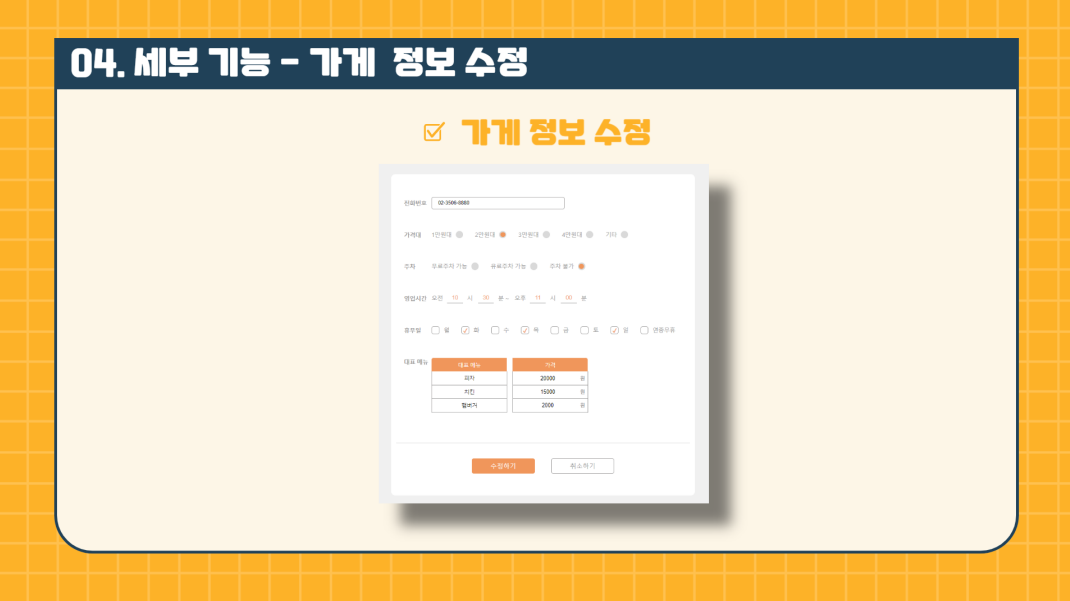 04. 세부 기능 - 가게 정보 수정
가게 정보 수정
전화번호 02-3506-8880
가격대 1만원대 2만원대 3만원대 4만원대 기타
주차 무료주차 가능 유료주차 가능 주차 불가
영업시간 오전 10 시 30 분 - 오후 11 시 00 분
휴무일 월 화 수 목 금 토 일 연중무휴
대표 메뉴 대표 메뉴 가격
피자 20000 원
치킨 15000 원
햄버거 2000 원
수정하기 취소하기